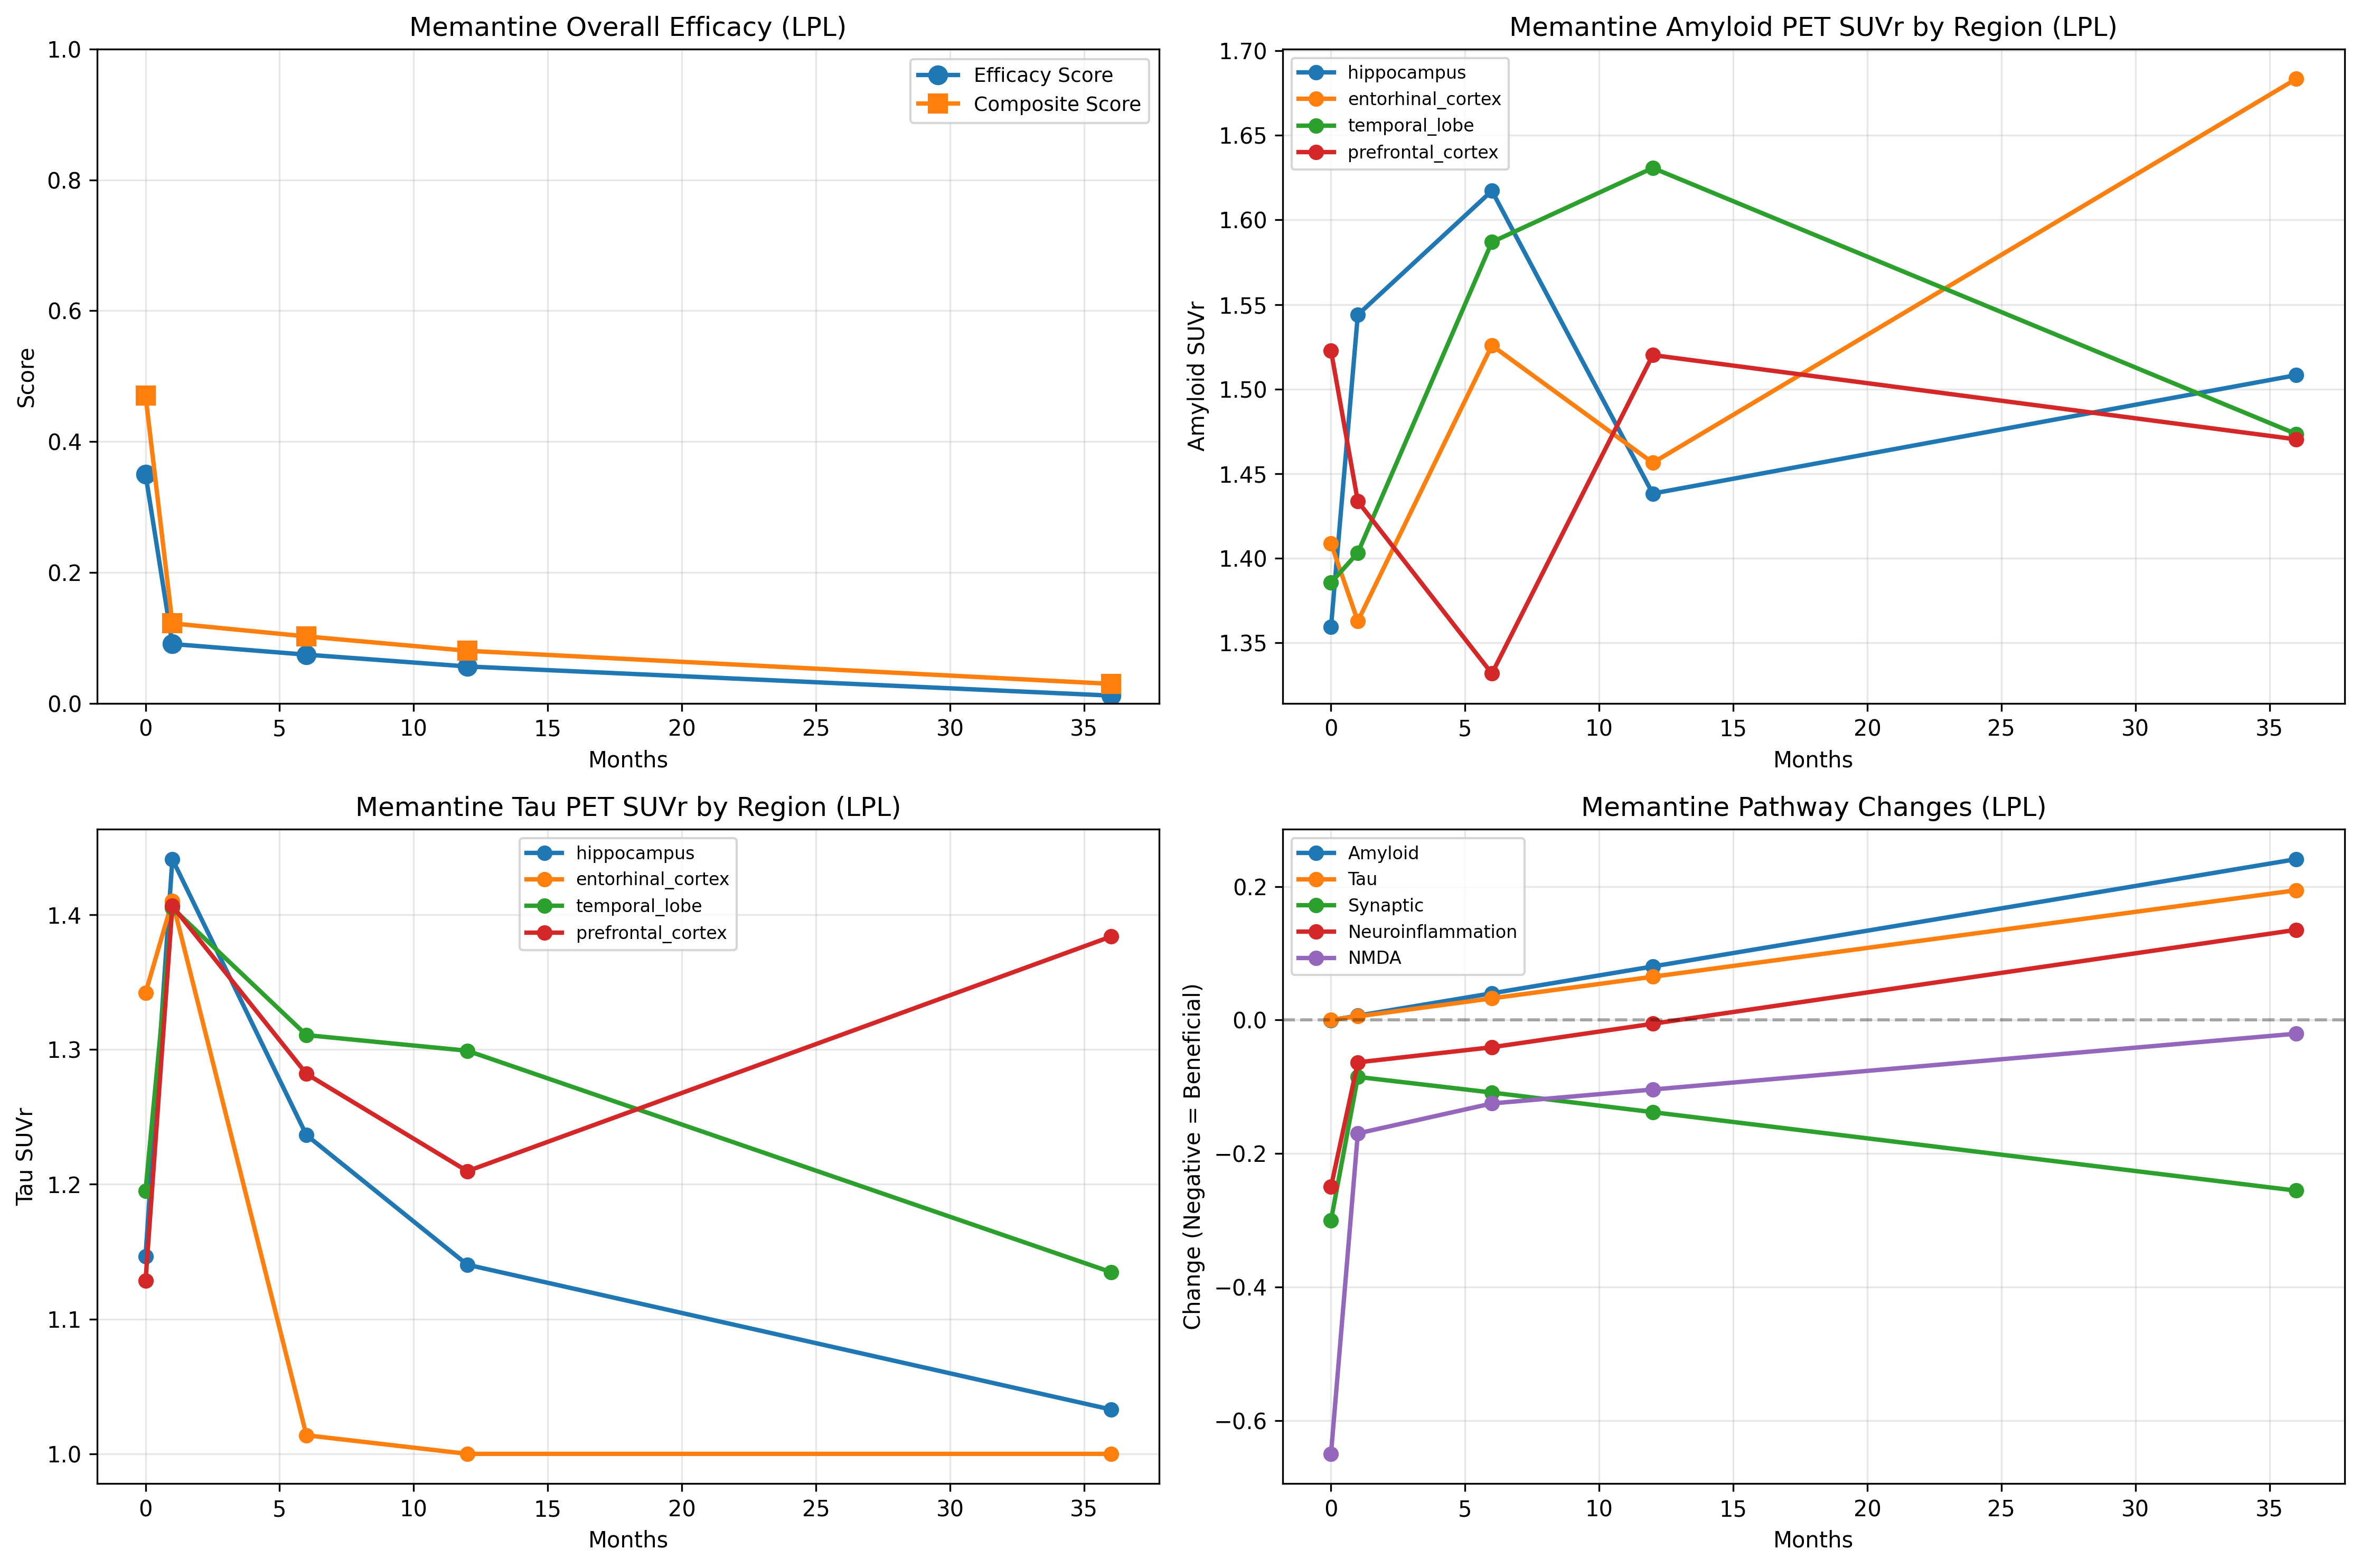 Memantine Overall Efficacy (LPL)
1.0
0.8
0.6
0.4
0.2
0.0
Score
Efficacy Score
Composite Score
0 5 10 15 20 25 30 35
Months
Memantine Amyloid PET SUVr by Region (LPL)
1.70
1.65
1.60
1.55
1.50
1.45
1.40
1.35
Amyloid SUVr
hippocampus
entorhinal_cortex
temporal_lobe
prefrontal_cortex
0 5 10 15 20 25 30 35
Months
Memantine Tau PET SUVr by Region (LPL)
1.4
1.3
1.2
1.1
1.0
Tau SUVr
hippocampus
entorhinal_cortex
temporal_lobe
prefrontal_cortex
0 5 10 15 20 25 30 35
Months
Memantine Pathway Changes (LPL)
0.2
0.0
−0.2
−0.4
−0.6
Change (Negative = Beneficial)
Amyloid
Tau
Synaptic
Neuroinflammation
NMDA
0 5 10 15 20 25 30 35
Months